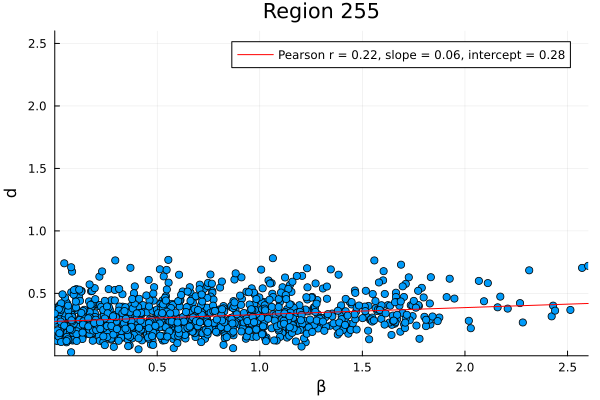 Region 255
Pearson r = 0.22, slope = 0.06, intercept = 0.28
2.5
2.0
1.5
1.0
0.5
d
0.5 1.0 1.5 2.0 2.5
β